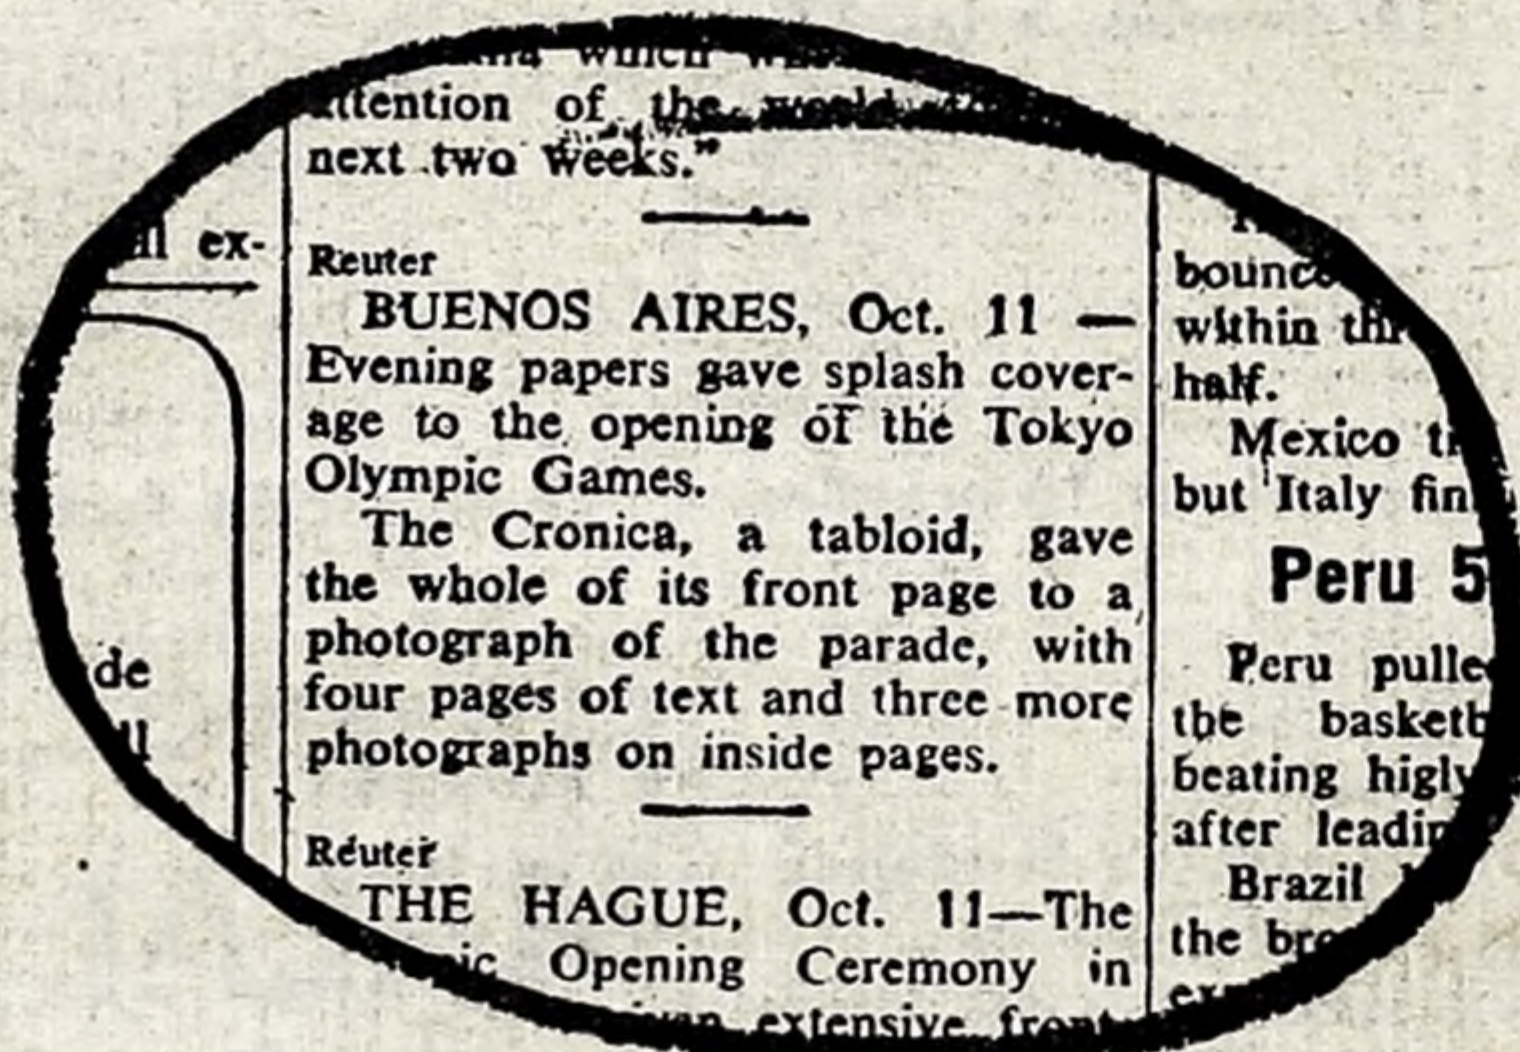 which
attention of the world
next two weeks."
ex-
de
Reuter
BUENOS AIRES, Oct. 11 —
Evening papers gave splash cover-
age to the opening of the Tokyo
Olympic Games.
The Cronica, a tabloid, gave
the whole of its front page to a
photograph of the parade, with
four pages of text and three more
photographs on inside pages.
Reuter
THE HAGUE, Oct. 11—The
Opening Ceremony in
extensive front
within
half.
Mexico
but Italy
Peru 5
Peru
the
beating
after
Brazil
the